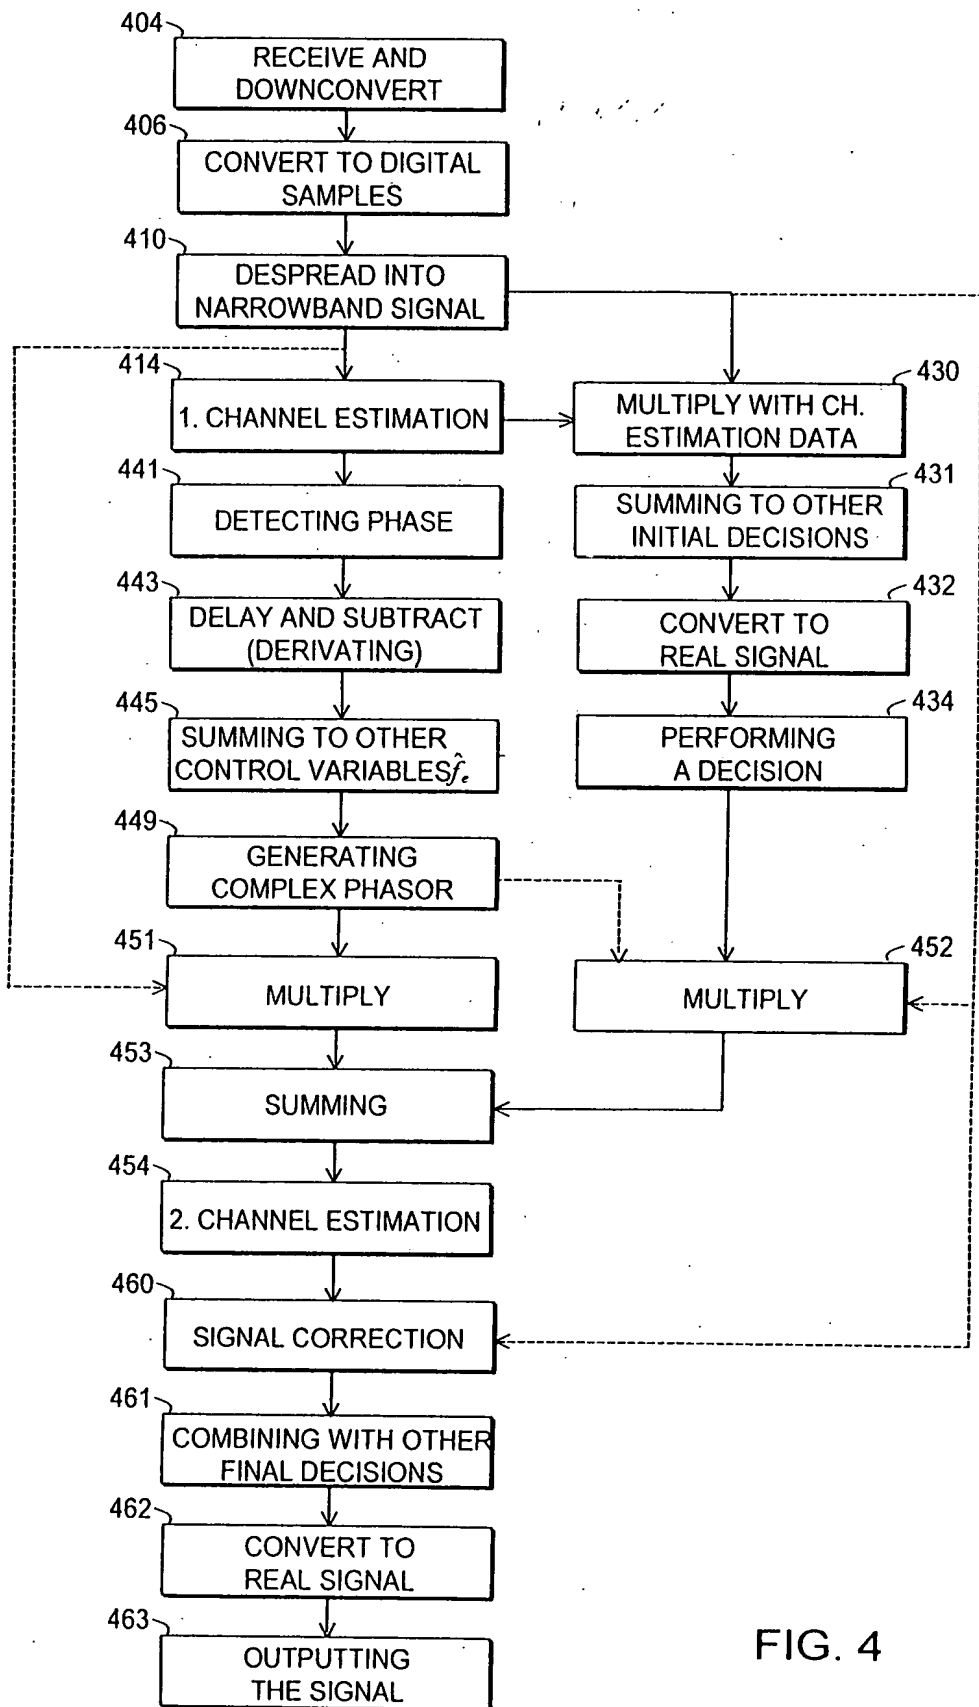 404
RECEIVE AND
DOWNCONVERT
406
CONVERT TO DIGITAL
SAMPLES
410
DESPREAD INTO
NARROWBAND SIGNAL
414
1. CHANNEL ESTIMATION
430
MULTIPLY WITH CH.
ESTIMATION DATA
441
DETECTING PHASE
431
SUMMING TO OTHER
INITIAL DECISIONS
443
DELAY AND SUBTRACT
(DERIVATING)
432
CONVERT TO
REAL SIGNAL
445
SUMMING TO OTHER
CONTROL VARIABLES f̂e
434
PERFORMING
A DECISION
449
GENERATING
COMPLEX PHASOR
451
MULTIPLY
452
MULTIPLY
453
SUMMING
454
2. CHANNEL ESTIMATION
460
SIGNAL CORRECTION
461
COMBINING WITH OTHER
FINAL DECISIONS
462
CONVERT TO
REAL SIGNAL
463
OUTPUTTING
THE SIGNAL
FIG. 4